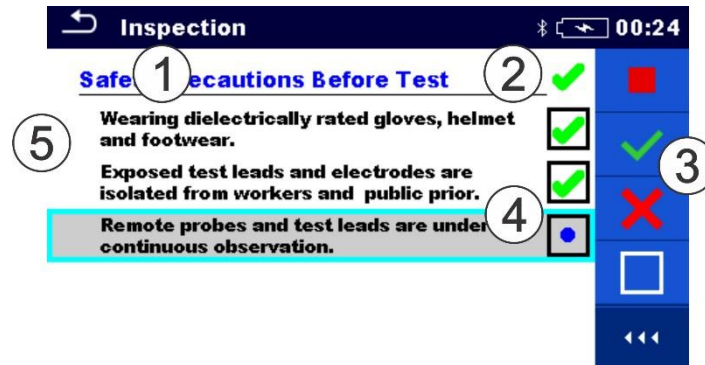 Inspection 00:24
Safe 1 ecautions Before Test 2
Wearing dielectrically rated gloves, helmet
and footwear.
5
3
Exposed test leads and electrodes are
isolated from workers and public prior.
4
Remote probes and test leads are under
continuous observation.